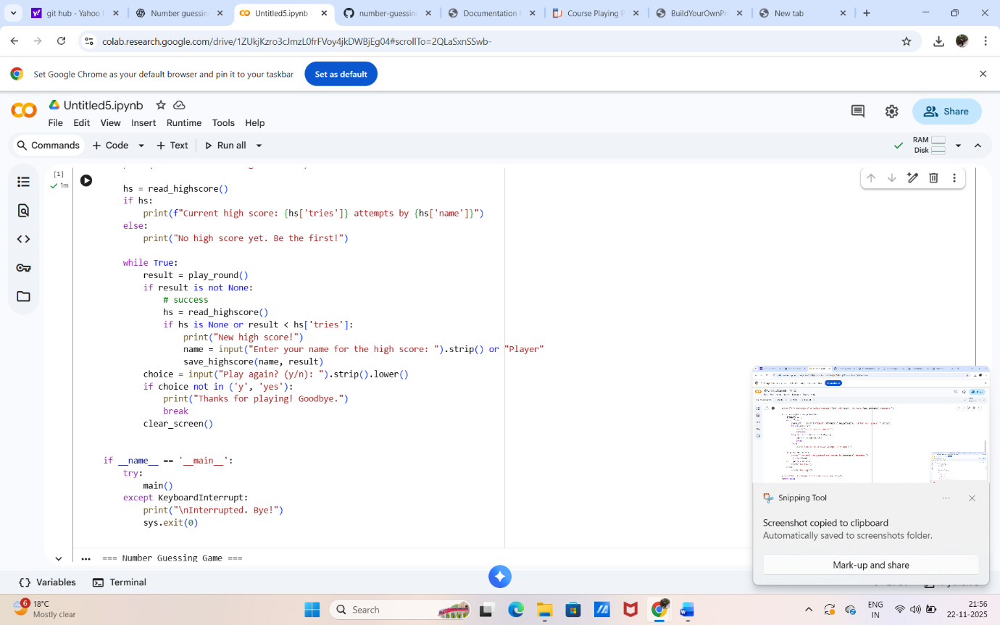 git hub - Yahoo
Number guessin
Untitled5.ipynb
number-guessin
Documentation
Course Playing P
BuildYourOwnPr
New tab
colab.research.google.com/drive/1ZUkjKzro3cJmzL0frFVoy4jkDWBjEg04#scrollTo=2QLaSxnSSwb-
Set Google Chrome as your default browser and pin it to your taskbar
Set as default
Untitled5.ipynb
File Edit View Insert Runtime Tools Help
Share
Commands + Code + Text Run all
RAM
Disk
[1]
1m
hs = read_highscore()
if hs:
print(f"Current high score: {hs['tries']} attempts by {hs['name']}")
else:
print("No high score yet. Be the first!")
while True:
result = play_round()
if result is not None:
# success
hs = read_highscore()
if hs is None or result < hs['tries']:
print("New high score!")
name = input("Enter your name for the high score: ").strip() or "Player"
save_highscore(name, result)
choice = input("Play again? (y/n): ").strip().lower()
if choice not in ('y', 'yes'):
print("Thanks for playing! Goodbye.")
break
clear_screen()
if __name__ == '__main__':
try:
main()
except KeyboardInterrupt:
print("\nInterrupted. Bye!")
sys.exit(0)
=== Number Guessing Game ===
Snipping Tool
Screenshot copied to clipboard
Automatically saved to screenshots folder.
Mark-up and share
{} Variables
Terminal
6
18°C
Mostly clear
Search
ENG
IN
21:56
22-11-2025